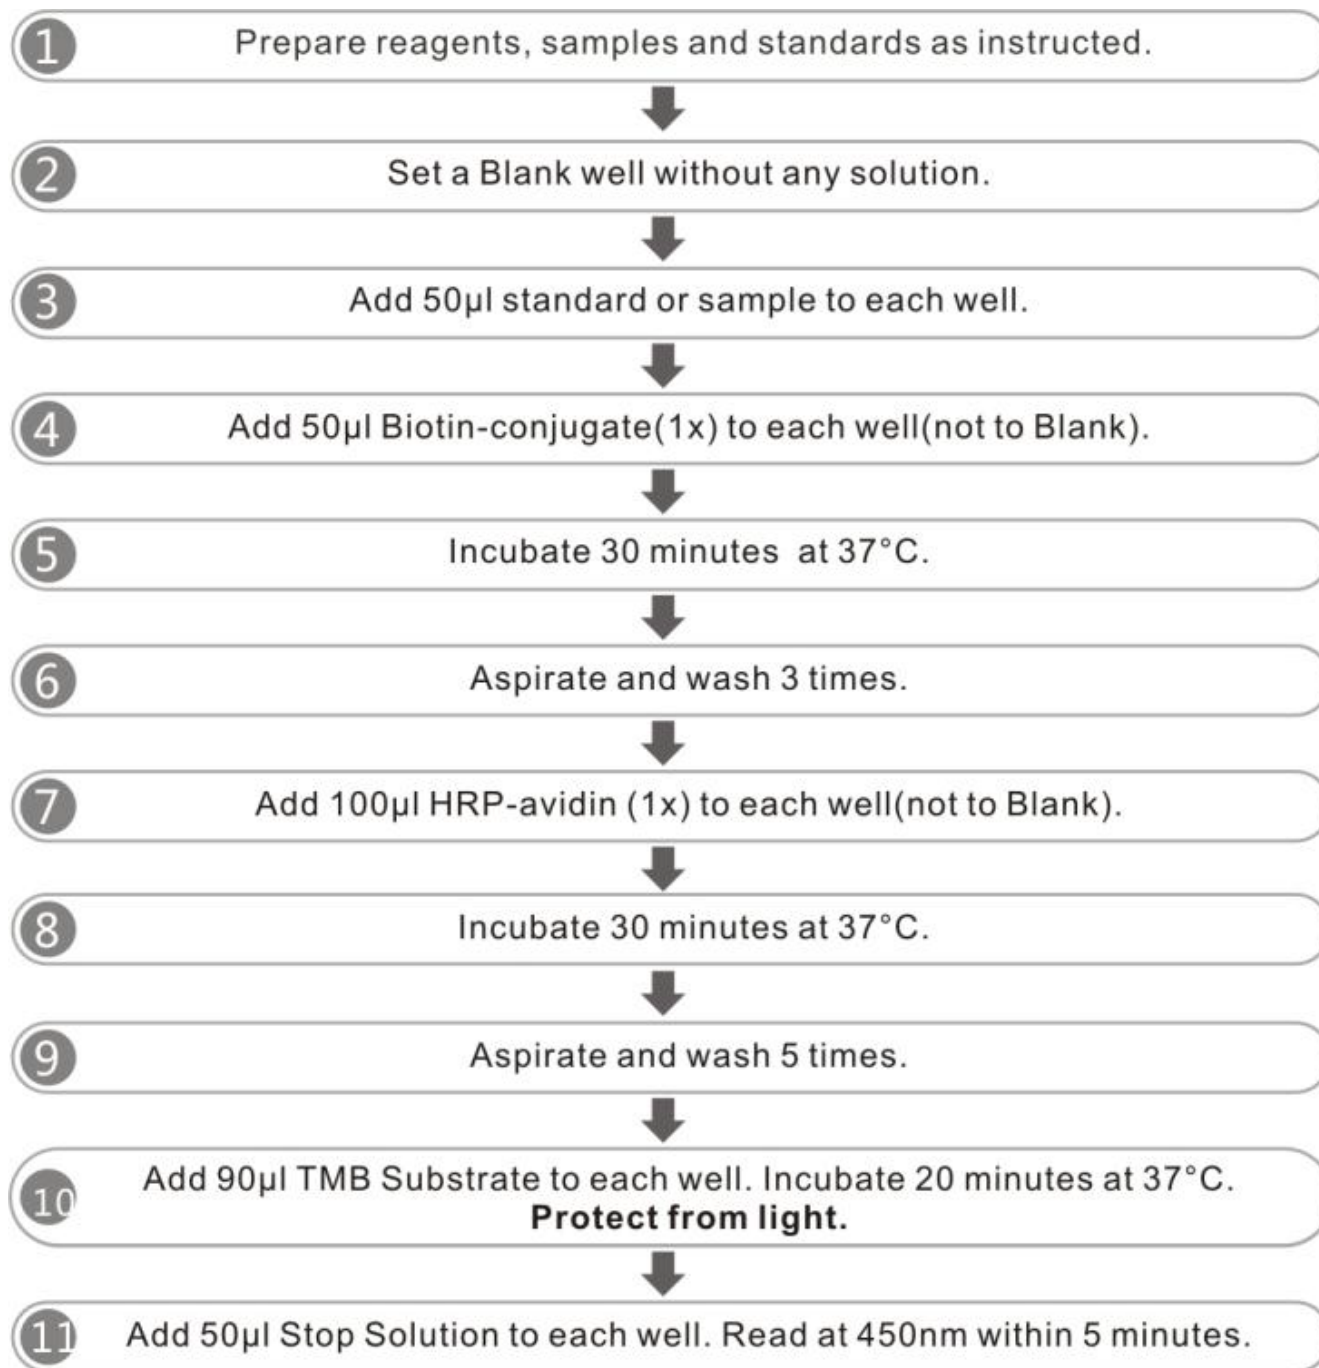 1 Prepare reagents, samples and standards as instructed.
2 Set a Blank well without any solution.
3 Add 50μl standard or sample to each well.
4 Add 50μl Biotin-conjugate(1x) to each well(not to Blank).
5 Incubate 30 minutes at 37°C.
6 Aspirate and wash 3 times.
7 Add 100μl HRP-avidin (1x) to each well(not to Blank).
8 Incubate 30 minutes at 37°C.
9 Aspirate and wash 5 times.
10 Add 90μl TMB Substrate to each well. Incubate 20 minutes at 37°C.
Protect from light.
11 Add 50μl Stop Solution to each well. Read at 450nm within 5 minutes.